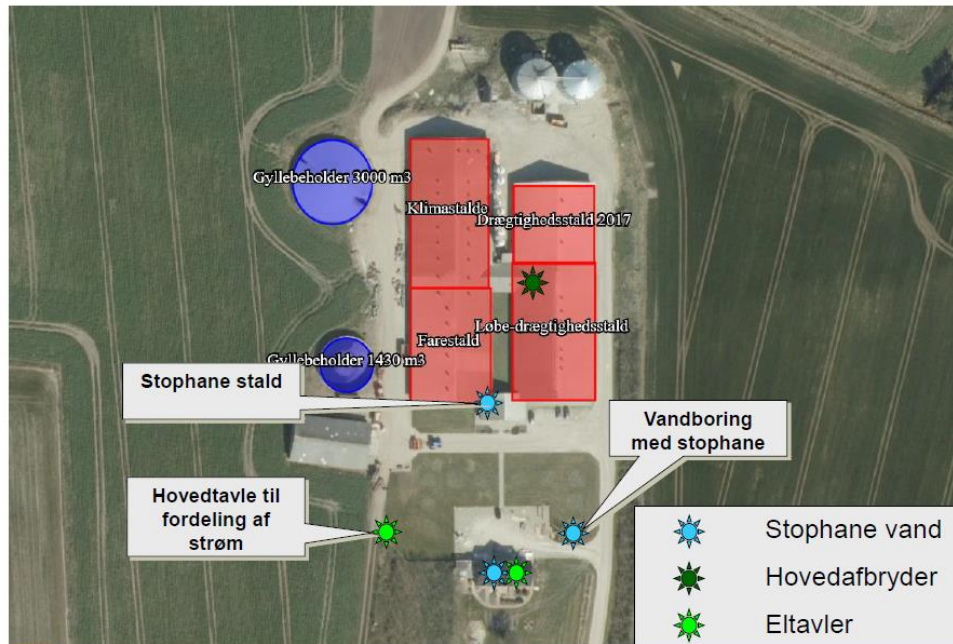 Gyllebeholder 3000 m3
Klimastalde
Drægtighedsstald 2017
Farestald
Løbe-drægtighedsstald
Gyllebeholder 1430 m3
Stophane stald
Vandboring
med stophane
Hovedtavle til
fordeling af
strøm
Stophane vand
Hovedafbryder
Eltavler